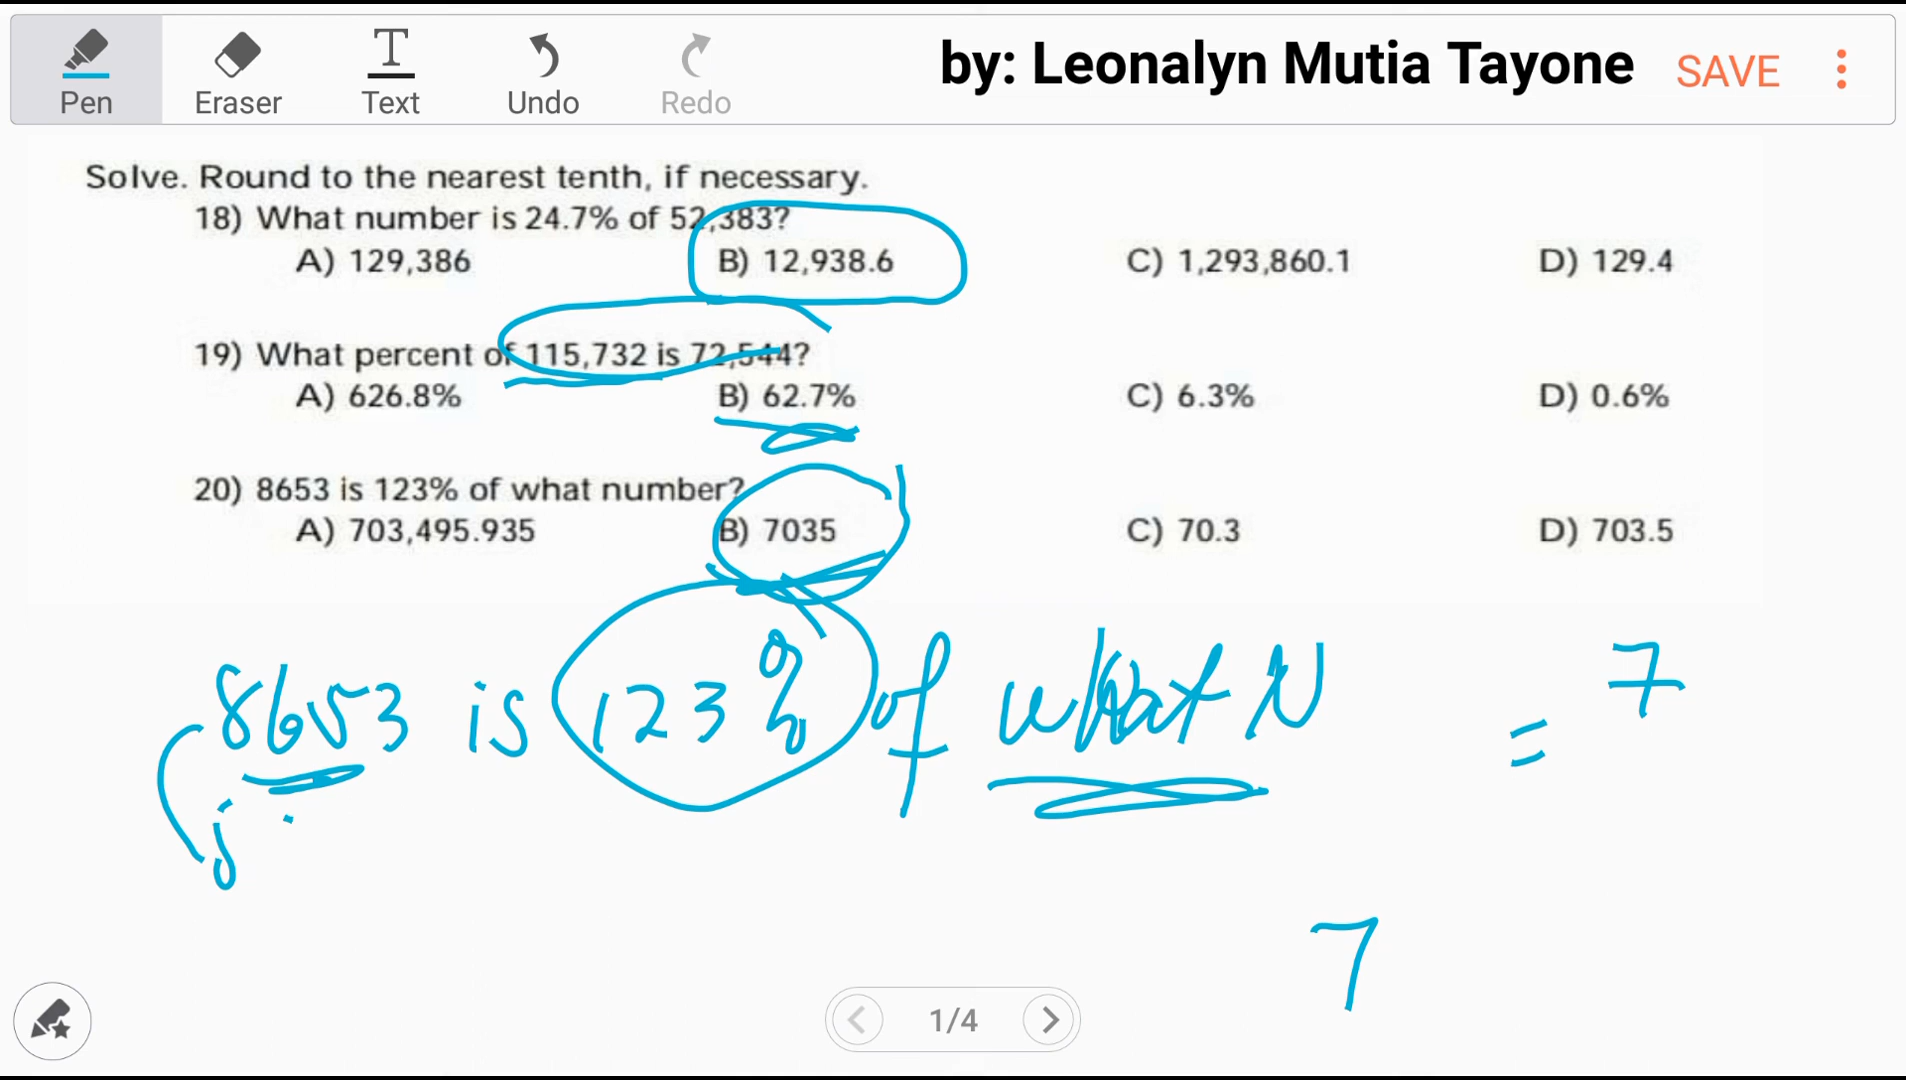 Pen Eraser Text Undo Redo by: Leonalyn Mutia Tayone SAVE
Solve. Round to the nearest tenth, if necessary.
18) What number is 24.7% of 52,383?
A) 129,386 B) 12,938.6 C) 1,293,860.1 D) 129.4
19) What percent of 115,732 is 72,544?
A) 626.8% B) 62.7% C) 6.3% D) 0.6%
20) 8653 is 123% of what number?
A) 703,495.935 B) 7035 C) 70.3 D) 703.5
8653 is 123% of what N = 7
7
1/4